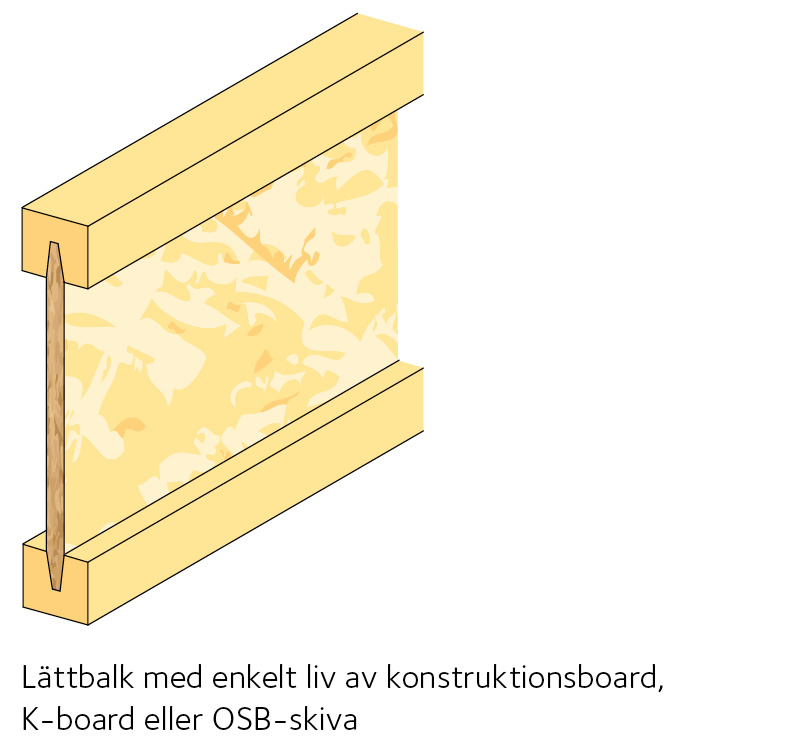 Lättbalk med enkelt liv av konstruktionsboard,
K-board eller OSB-skiva